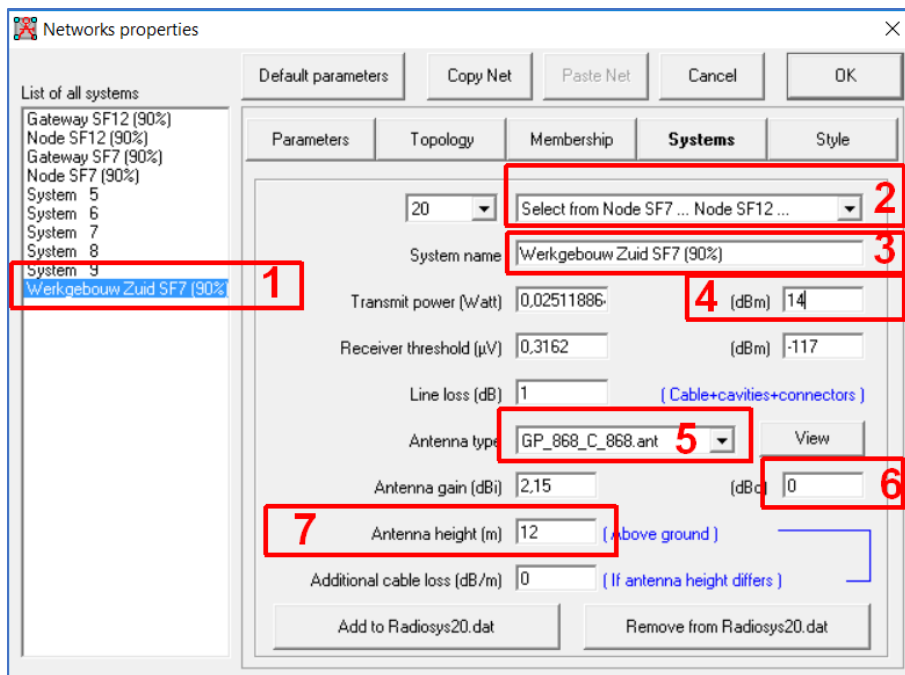 Networks properties
Default parameters Copy Net Paste Net Cancel OK
List of all systems
Gateway SF12 (90%)
Node SF12 (90%)
Gateway SF7 (90%)
Node SF7 (90%)
System 5
System 6
System 7
System 8
System 9
Werkgebouw Zuid SF7 (90%)
1
Parameters Topology Membership Systems Style
20 Select from Node SF7 ... Node SF12 ... 2
System name Werkgebouw Zuid SF7 (90%) 3
Transmit power (Watt) 0,02511886 4 (dBm) 14
Receiver threshold (µV) 0,3162 (dBm) -117
Line loss (dB) 1 ( Cable+cavities+connectors )
Antenna type GP_868_C_868.ant 5 View
Antenna gain (dBi) 2,15 (dBd) 0 6
7 Antenna height (m) 12 ( Above ground )
Additional cable loss (dB/m) 0 ( If antenna height differs )
Add to Radiosys20.dat Remove from Radiosys20.dat